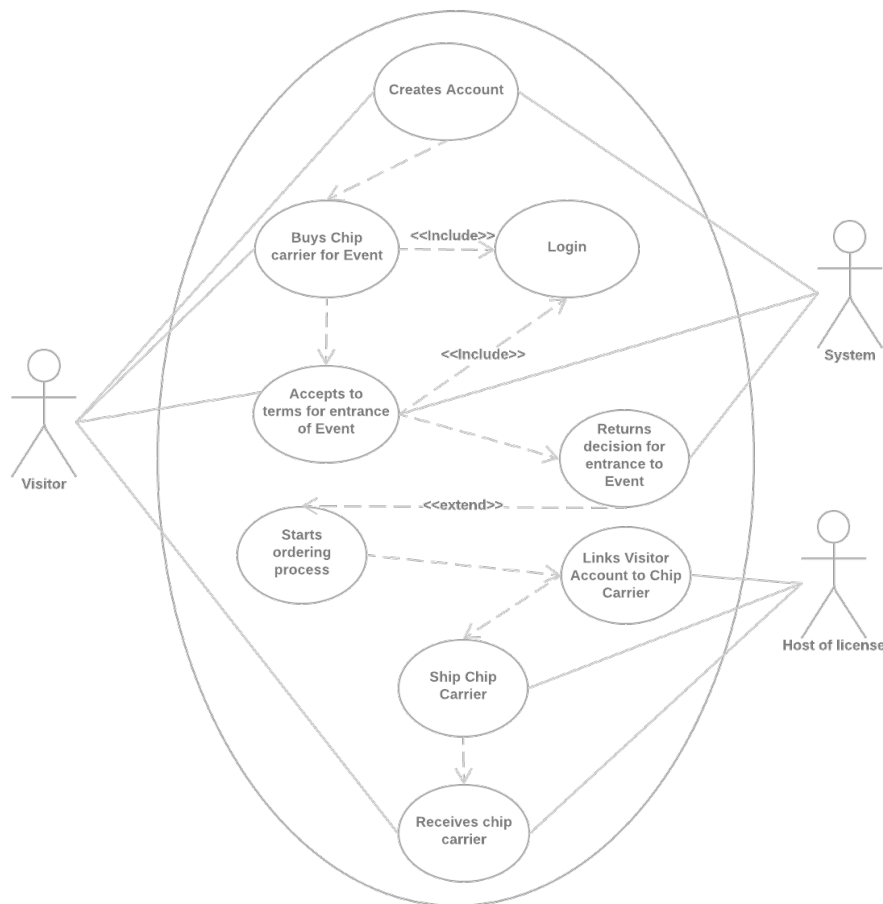 Creates Account
Buys Chip
carrier for Event
<<Include>>
Login
System
<<Include>>
Accepts to
terms for entrance
of Event
Returns
decision for
entrance to
Event
Visitor
<<extend>>
Starts
ordering
process
Links Visitor
Account to Chip
Carrier
Host of license
Ship Chip
Carrier
Receives chip
carrier